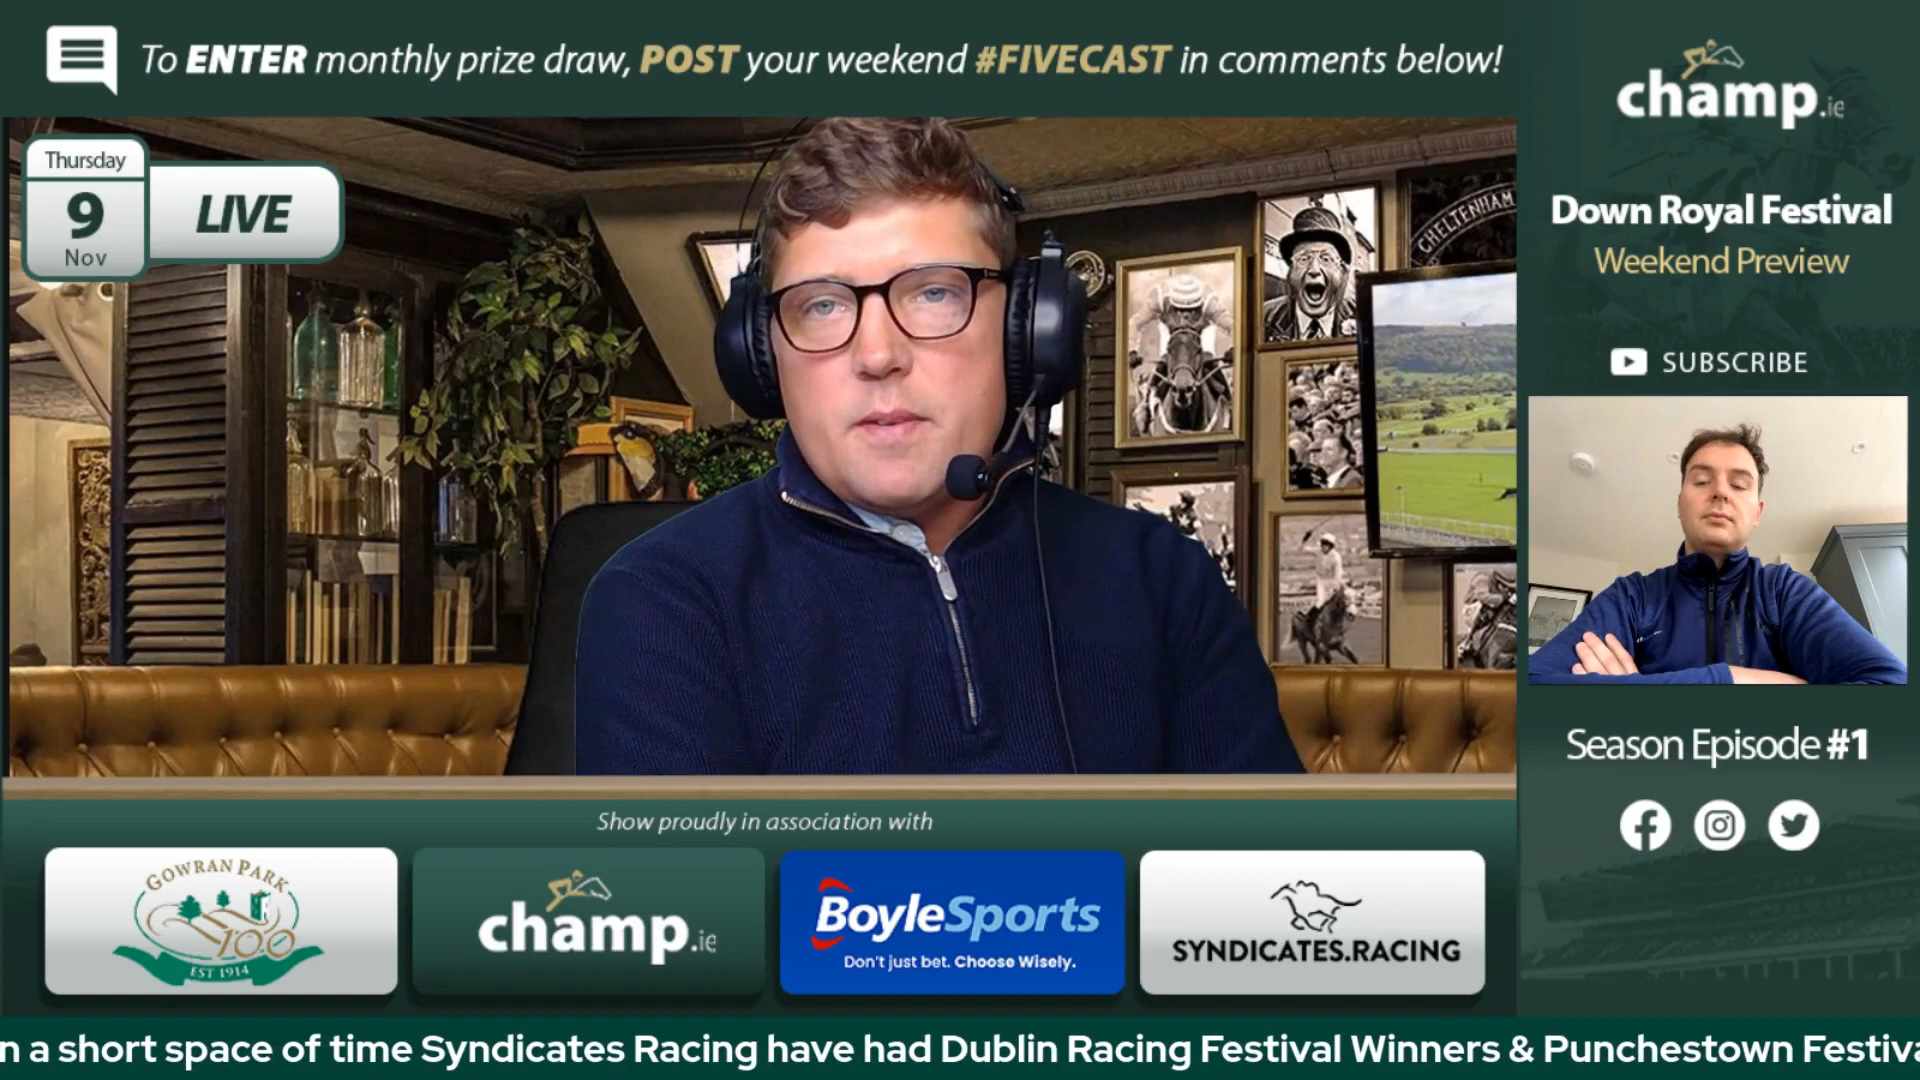 To ENTER monthly prize draw, POST your weekend #FIVECAST in comments below!
champ.ie
Thursday
9
Nov
LIVE
CHELTENHAM
Down Royal Festival
Weekend Preview
SUBSCRIBE
Season Episode #1
Show proudly in association with
GOWRAN PARK
100
EST 1914
champ.ie
BoyleSports
Don't just bet. Choose Wisely.
SYNDICATES.RACING
n a short space of time Syndicates Racing have had Dublin Racing Festival Winners & Punchestown Festiva